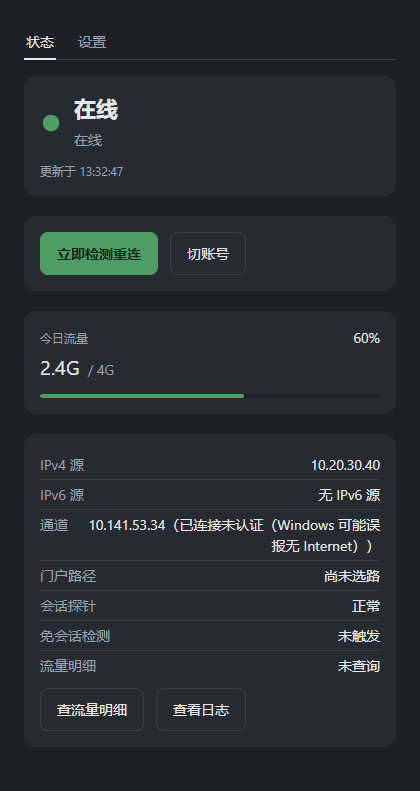 状态 设置
在线
在线
更新于 13:32:47
立即检测重连 切账号
今日流量 60%
2.4G / 4G
IPv4 源 10.20.30.40
IPv6 源 无 IPv6 源
通道 10.141.53.34（已连接未认证（Windows 可能误
报无 Internet））
门户路径 尚未选路
会话探针 正常
免会话检测 未触发
流量明细 未查询
查流量明细 查看日志